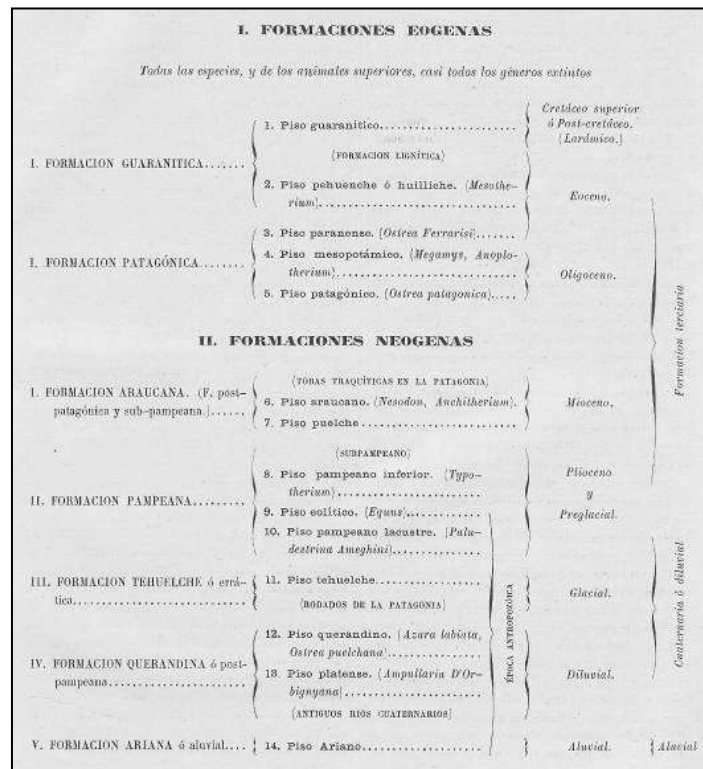 I. FORMACIONES EOGENAS
Todas las especies, y de los animales superiores, casi todos los géneros extintos
I. FORMACION GUARANITICA.......
1. Piso guaranítico.........................
(FORMACION LIGNÍTICA)
2. Piso pehuenche ó huilliche. (Mesothe-
rium)...................................
Cretáceo superior
ó Post-cretáceo.
(Larámico.)
Eoceno.
I. FORMACION PATAGÓNICA........
3. Piso paranense. (Ostrea Ferrarisi).......
4. Piso mesopotámico. (Megamys, Anoplo-
therium)...............................
5. Piso patagónico. (Ostrea patagonica).....
Oligoceno.
II. FORMACIONES NEOGENAS
I. FORMACION ARAUCANA. (F. post-
patagónica y sub-pampeana.)......
(TOBAS TRAQUÍTICAS EN LA PATAGONIA)
6. Piso araucano. (Nesodon, Anchitherium).
7. Piso puelche
Mioceno.
Formacion terciaria
II. FORMACION PAMPEANA.........
(SUBPAMPEANO)
8. Piso pampeano inferior. (Typo-
therium)...........................
9. Piso eolítico. (Equus)................
10. Piso pampeano lacustre. (Palu-
destrina Ameghini)...................
Plioceno
y
Preglacial.
III. FORMACION TEHUELCHE ó errá-
tica..............................
11. Piso tehuelche.....................
(RODADOS DE LA PATAGONIA)
Glacial.
IV. FORMACION QUERANDINA ó post-
pampeana.........................
12. Piso querandino. (Azara labiata,
Ostrea puelchana)...................
13. Piso platense. (Ampullaria D'Or-
bignyana).........................
(ANTIGUOS RIOS CUATERNARIOS)
ÉPOCA ANTROPOZÓICA
Diluvial.
Cuaternaria ó diluvial
V. FORMACION ARIANA ó aluvial....
14. Piso Ariano.......................
Aluvial.
Aluvial